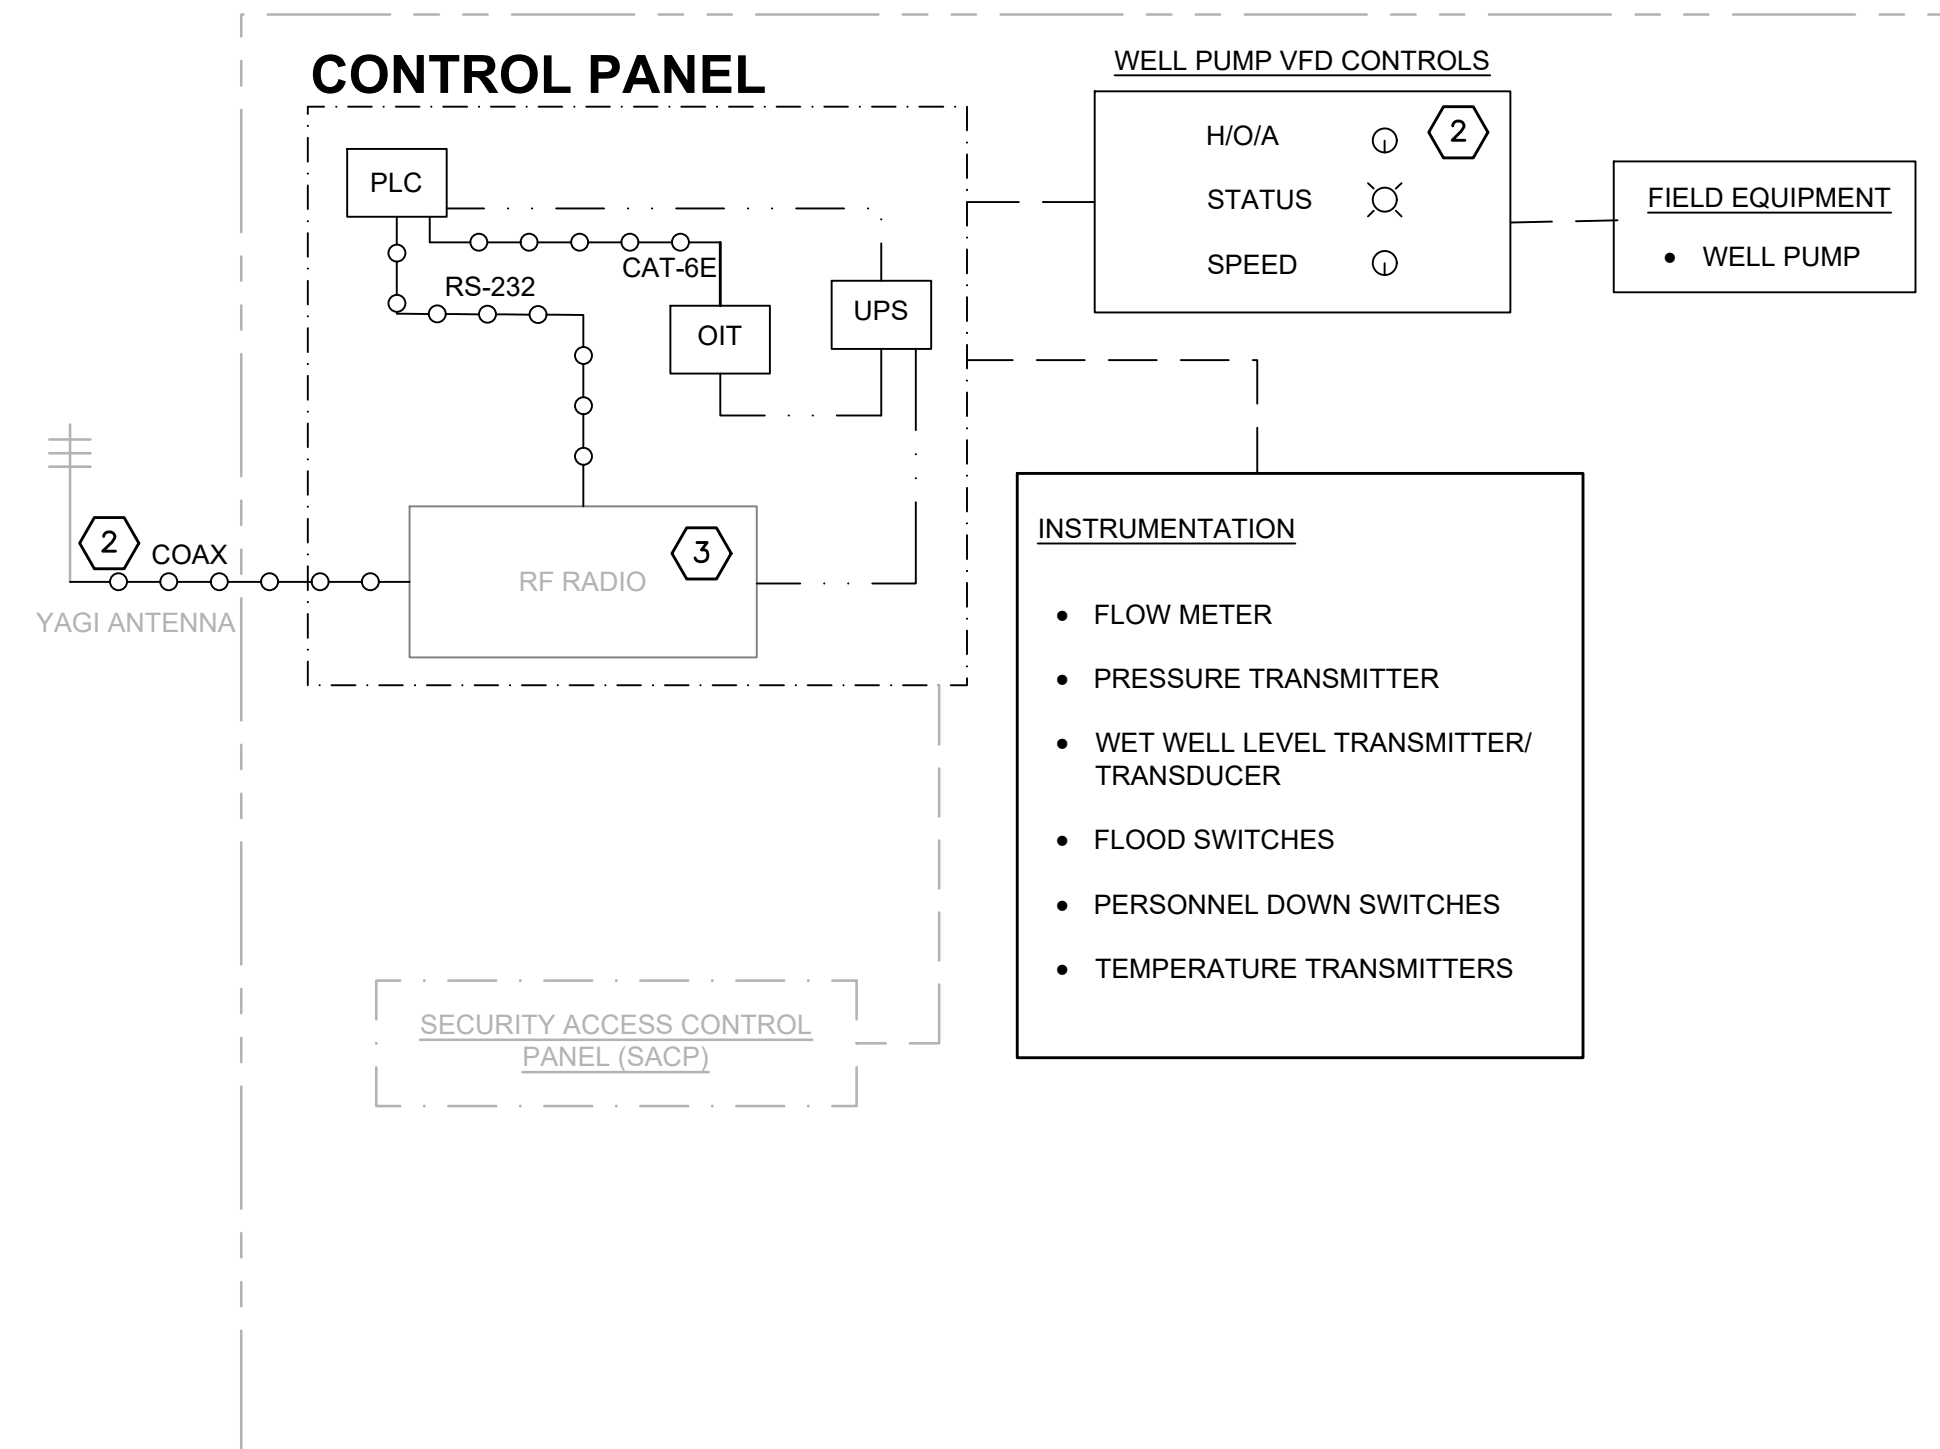 CONTROL PANEL
WELL PUMP VFD CONTROLS
H/O/A
2
STATUS
SPEED
FIELD EQUIPMENT
• WELL PUMP
PLC
CAT-6E
RS-232
OIT
UPS
2
COAX
YAGI ANTENNA
RF RADIO
3
INSTRUMENTATION
• FLOW METER
• PRESSURE TRANSMITTER
• WET WELL LEVEL TRANSMITTER/
TRANSDUCER
• FLOOD SWITCHES
• PERSONNEL DOWN SWITCHES
• TEMPERATURE TRANSMITTERS
SECURITY ACCESS CONTROL
PANEL (SACP)